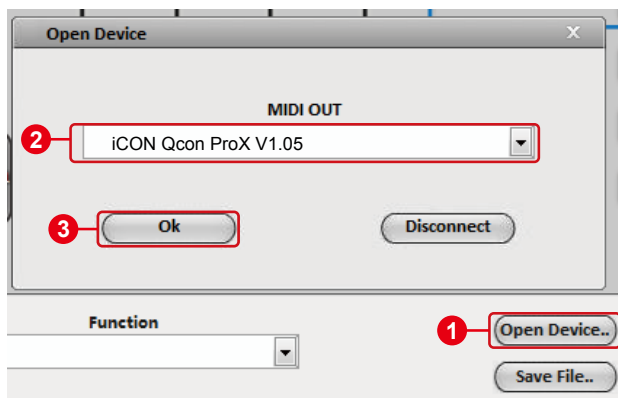 Open Device
X
MIDI OUT
2
iCON Qcon ProX V1.05
3
Ok
Disconnect
Function
1
Open Device..
Save File..